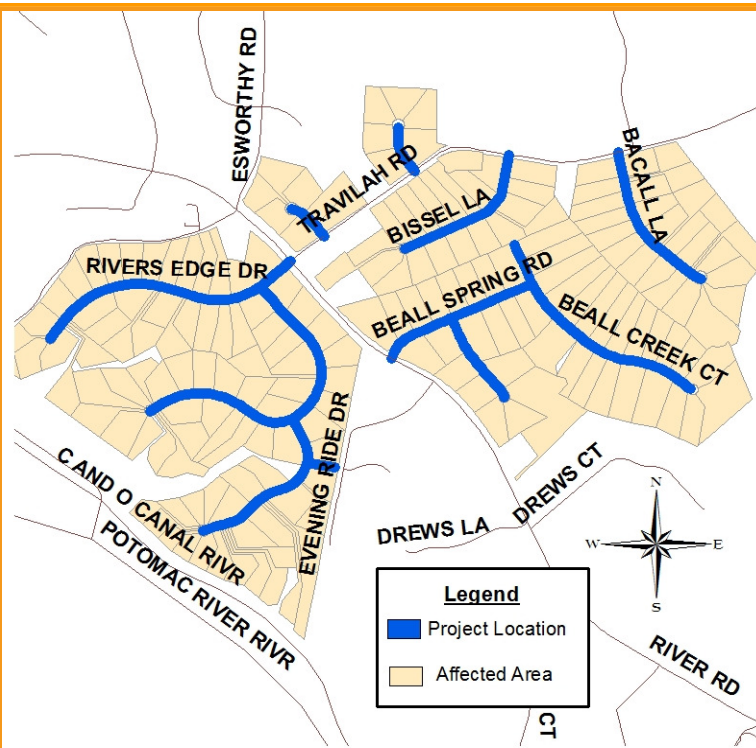 ESWORTHY RD
TRAVILAH RD
BACALL LA
BISSEL LA
RIVERS EDGE DR
BEALL SPRING RD
BEALL CREEK CT
EVENING RIDE DR
C AND O CANAL RIVR
POTOMAC RIVER RIVR
DREWS CT
DREWS LA
N
W
E
S
Legend
Project Location
Affected Area
RIVER RD
CT